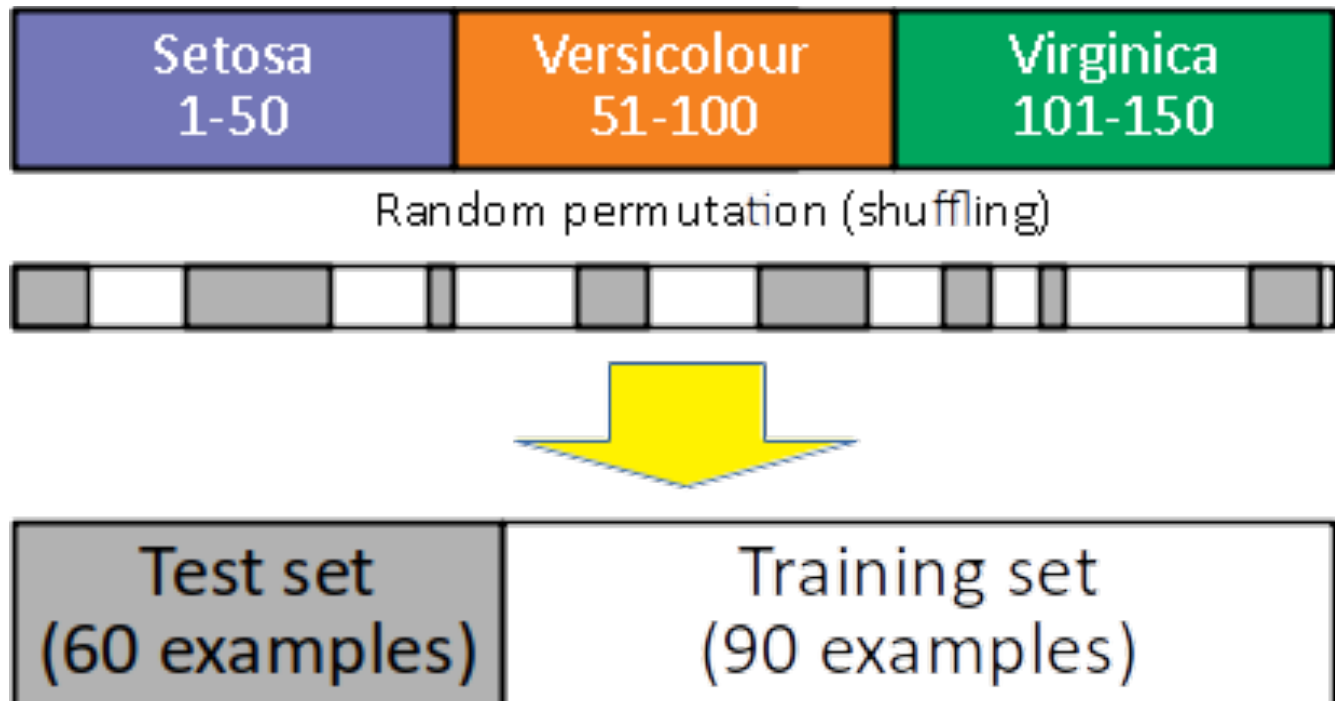 Setosa
1-50
Versicolour
51-100
Virginica
101-150
Random permutation (shuffling)
Test set
(60 examples)
Training set
(90 examples)